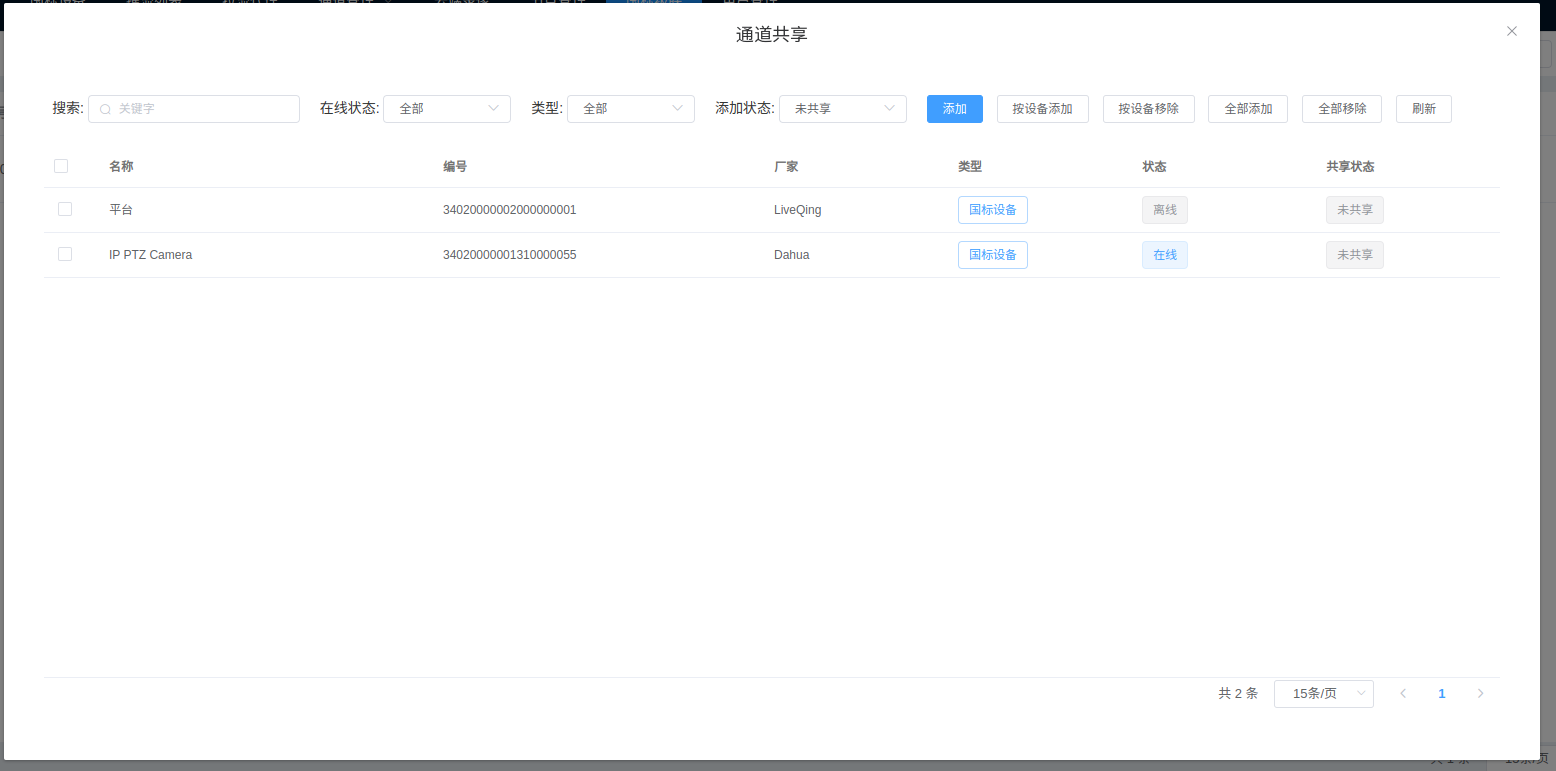 通道共享
搜索: 关键字 在线状态: 全部 类型: 全部 添加状态: 未共享 添加 按设备添加 按设备移除 全部添加 全部移除 刷新
名称 编号 厂家 类型 状态 共享状态
平台 34020000002000000001 LiveQing 国标设备 离线 未共享
IP PTZ Camera 34020000001310000055 Dahua 国标设备 在线 未共享
共 2 条 15条/页 1